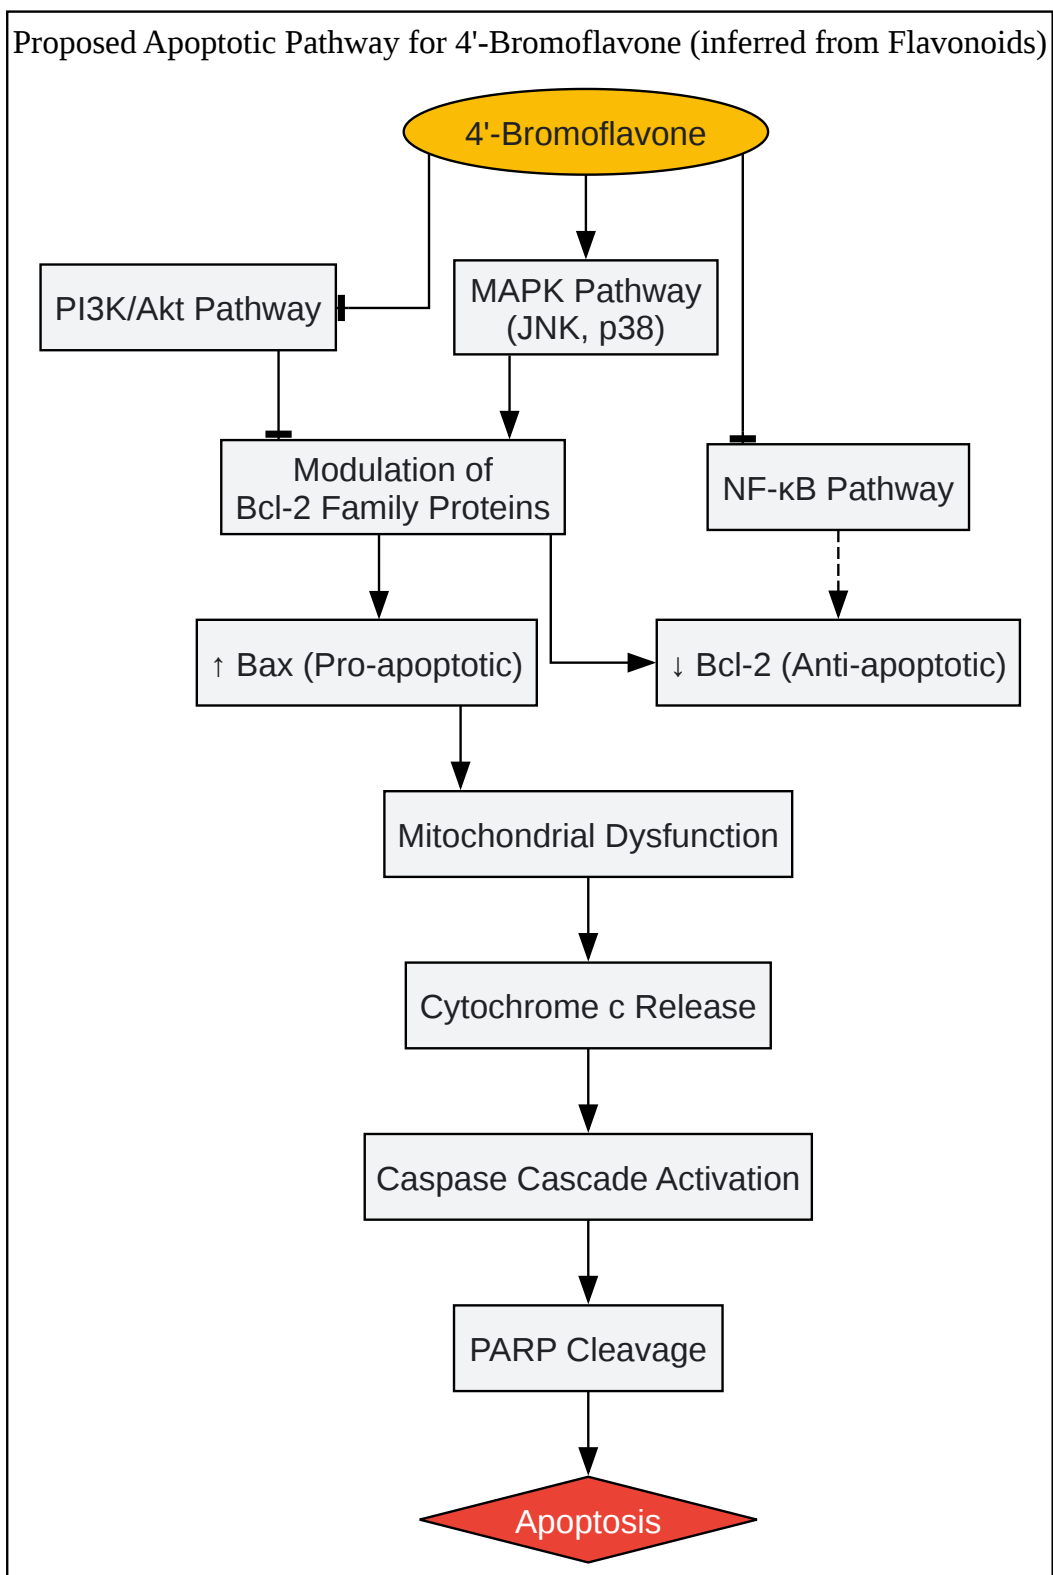 Proposed Apoptotic Pathway for 4'-Bromoflavone (inferred from Flavonoids)
4'-Bromoflavone
PI3K/Akt Pathway
MAPK Pathway
(JNK, p38)
Modulation of
Bcl-2 Family Proteins
NF-κB Pathway
↑ Bax (Pro-apoptotic)
↓ Bcl-2 (Anti-apoptotic)
Mitochondrial Dysfunction
Cytochrome c Release
Caspase Cascade Activation
PARP Cleavage
Apoptosis